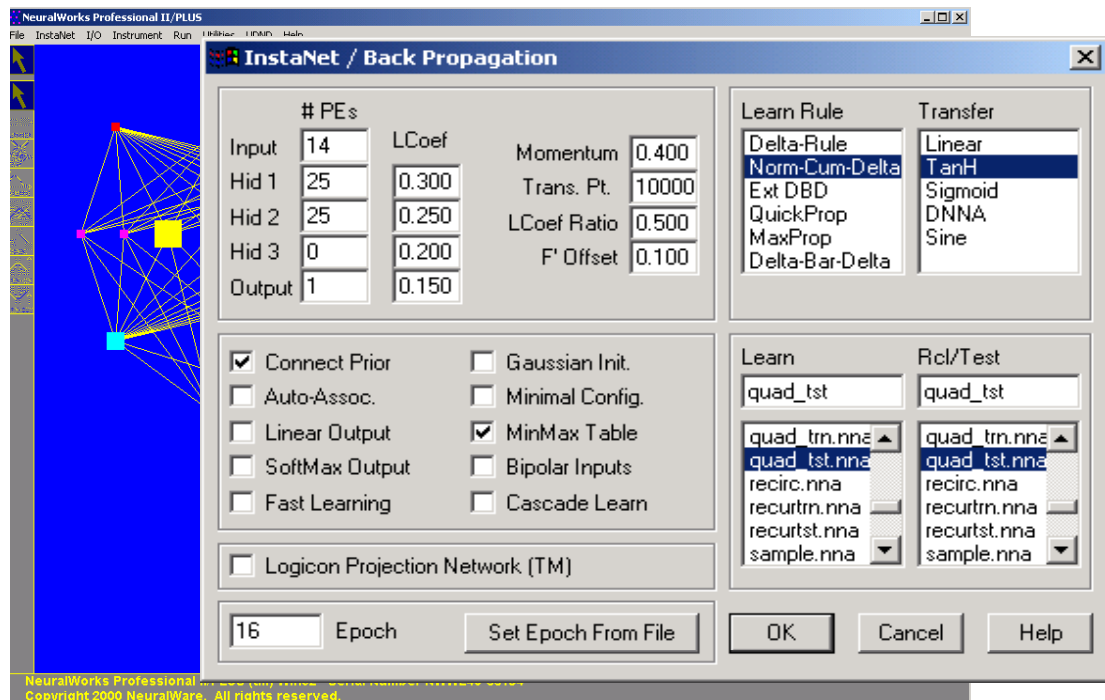 NeuralWorks Professional II/PLUS
File InstaNet I/O Instrument Run Utilities UDND Help
InstaNet / Back Propagation
# PEs
LCoef
Input 14
Hid 1 25 0.300
Hid 2 25 0.250
Hid 3 0 0.200
Output 1 0.150
Momentum 0.400
Trans. Pt. 10000
LCoef Ratio 0.500
F' Offset 0.100
Learn Rule
Delta-Rule
Norm-Cum-Delta
Ext DBD
QuickProp
MaxProp
Delta-Bar-Delta
Transfer
Linear
TanH
Sigmoid
DNNA
Sine
Connect Prior
Auto-Assoc.
Linear Output
SoftMax Output
Fast Learning
Gaussian Init.
Minimal Config.
MinMax Table
Bipolar Inputs
Cascade Learn
Logicon Projection Network (TM)
16 Epoch
Set Epoch From File
Learn
quad_tst
quad_trn.nna
quad_tst.nna
recirc.nna
recurtrn.nna
recurtst.nna
sample.nna
Rcl/Test
quad_tst
quad_trn.nna
quad_tst.nna
recirc.nna
recurtrn.nna
recurtst.nna
sample.nna
OK Cancel Help
NeuralWorks Professional
Copyright 2000 NeuralWare. All rights reserved.